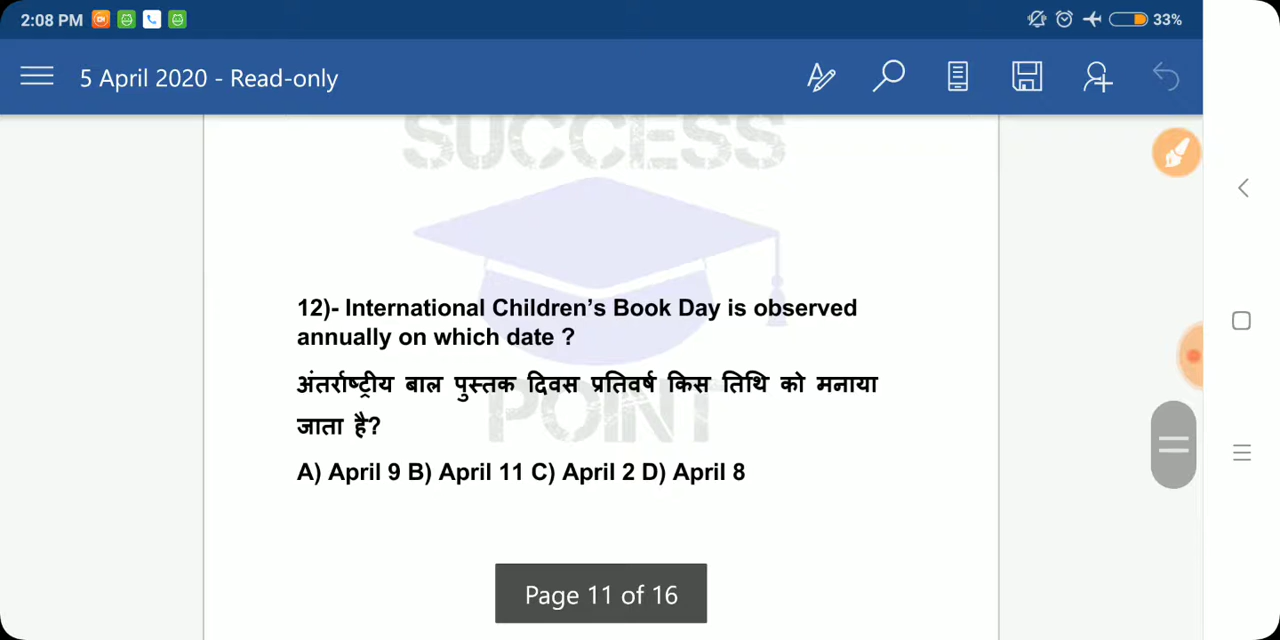 2:08 PM 33%
5 April 2020 - Read-only
SUCCESS
12)- International Children's Book Day is observed
annually on which date ?
अंतर्राष्ट्रीय बाल पुस्तक दिवस प्रतिवर्ष किस तिथि को मनाया
POINT
जाता है?
A) April 9 B) April 11 C) April 2 D) April 8
Page 11 of 16